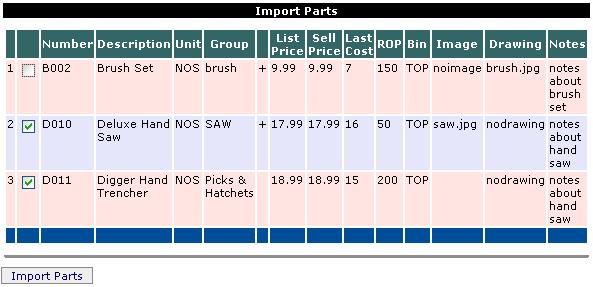 Import Parts
Number Description Unit Group List Price Sell Price Last Cost ROP Bin Image Drawing Notes
1 B002 Brush Set NOS brush + 9.99 9.99 7 150 TOP noimage brush.jpg notes about brush set
2 D010 Deluxe Hand Saw NOS SAW + 17.99 17.99 16 50 TOP saw.jpg nodrawing notes about hand saw
3 D011 Digger Hand Trencher NOS Picks & Hatchets 18.99 18.99 15 200 TOP nodrawing notes about hand saw
Import Parts